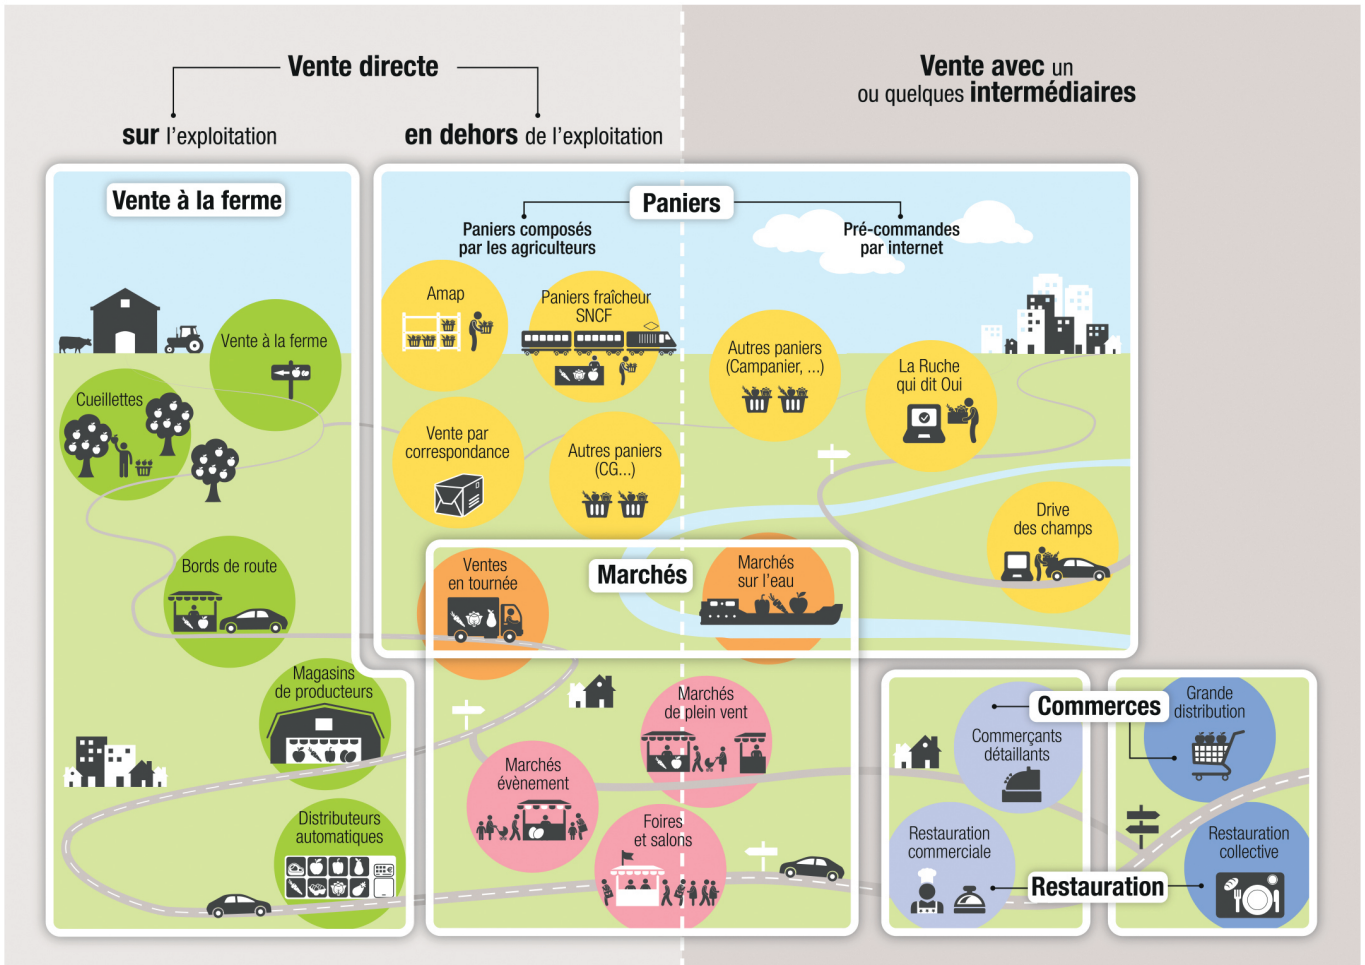 Vente directe
sur l'exploitation
en dehors de l'exploitation
Vente avec un
ou quelques intermédiaires
Vente à la ferme
Vente à la ferme
Cueillettes
Bords de route
Magasins
de producteurs
Distributeurs
automatiques
Paniers
Paniers composés
par les agriculteurs
Pré-commandes
par internet
Amap
Paniers fraîcheur
SNCF
Vente par
correspondance
Autres paniers
(CG...)
Autres paniers
(Campanier, ...)
La Ruche
qui dit Oui
Drive
des champs
Marchés
Ventes
en tournée
Marchés
sur l'eau
Marchés
de plein vent
Marchés
évènement
Foires
et salons
Commerces
Commerçants
détaillants
Grande
distribution
Restauration
commerciale
Restauration
collective
Restauration